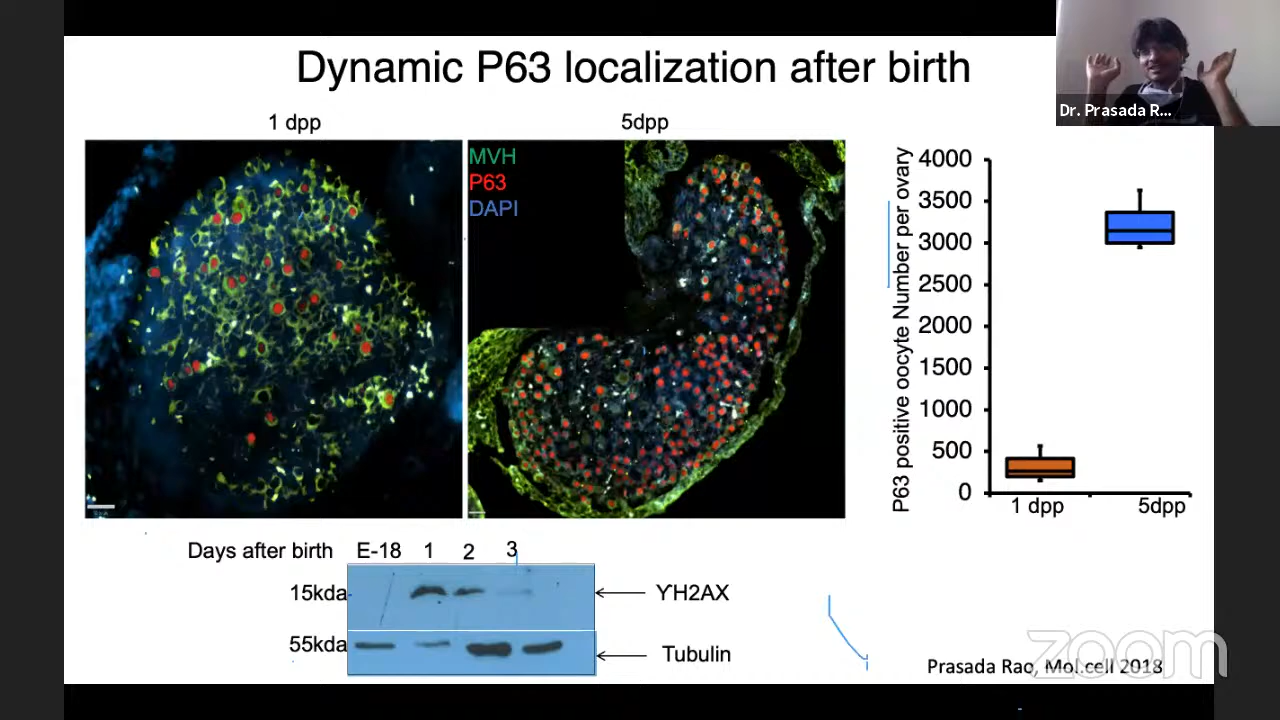 Dynamic P63 localization after birth
Dr. Prasada R...
1 dpp
5dpp
MVH
P63
DAPI
P63 positive oocyte Number per ovary
4000
3500
3000
2500
2000
1500
1000
500
0
1 dpp
5dpp
Days after birth E-18 1 2 3
15kda
ƳH2AX
55kda
Tubulin
Prasada Rao, Mol.cell 2018
zoom